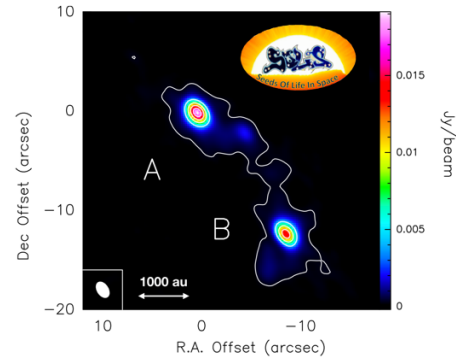 10
0
−10
−20
10
0
−10
Dec Offset (arcsec)
R.A. Offset (arcsec)
SOLIS
Seeds Of Life In Space
A
B
1000 au
0.015
0.01
0.005
0
Jy/beam